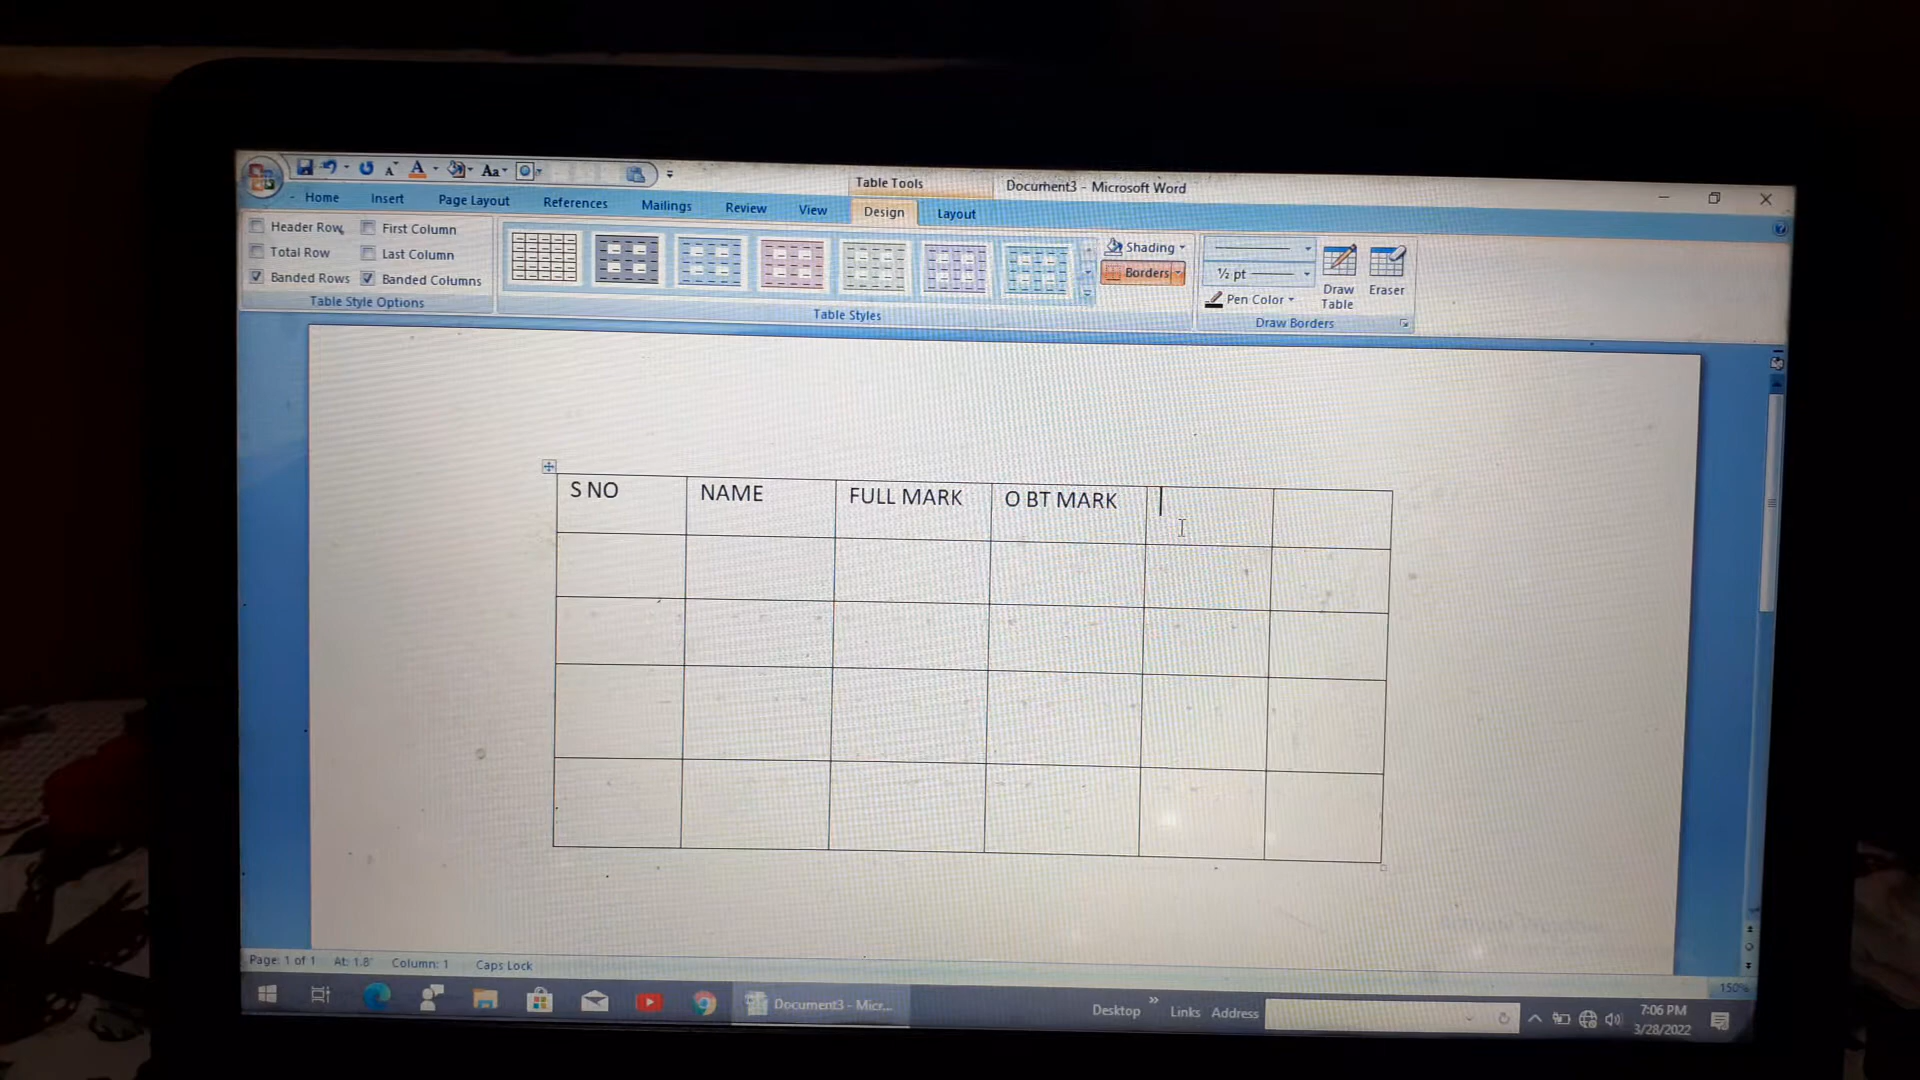 Table Tools
Document3 - Microsoft Word
Home Insert Page Layout References Mailings Review View Design Layout
Header Row First Column
Total Row Last Column
Banded Rows Banded Columns
Table Style Options
Table Styles
Shading
Borders
½ pt
Pen Color
Draw Table
Eraser
Draw Borders
S NO NAME FULL MARK O BT MARK
Page: 1 of 1 At: 1.8" Column: 1 Caps Lock
150%
Document3 - Micr...
Desktop Links Address
7:06 PM
3/28/2022